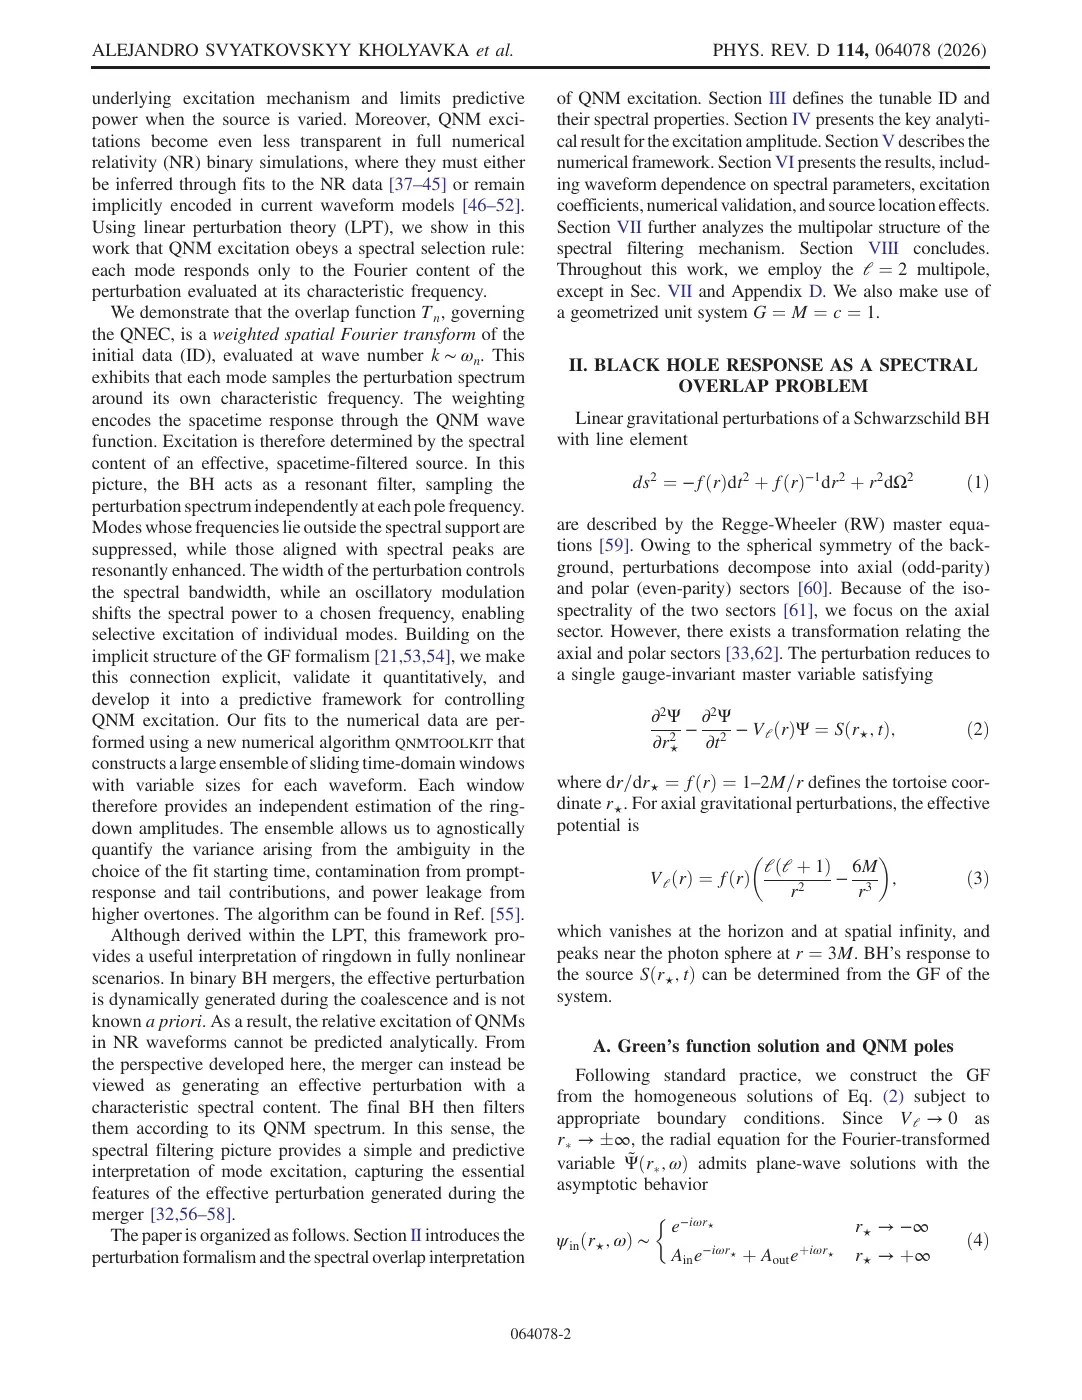 ALEJANDRO SVYATKOVSKYY KHOLYAVKA et al.
PHYS. REV. D 114, 064078 (2026)
underlying excitation mechanism and limits predictive
power when the source is varied. Moreover, QNM exci-
tations become even less transparent in full numerical
relativity (NR) binary simulations, where they must either
be inferred through fits to the NR data [37–45] or remain
implicitly encoded in current waveform models [46–52].
Using linear perturbation theory (LPT), we show in this
work that QNM excitation obeys a spectral selection rule:
each mode responds only to the Fourier content of the
perturbation evaluated at its characteristic frequency.
We demonstrate that the overlap function Tₙ, governing
the QNEC, is a weighted spatial Fourier transform of the
initial data (ID), evaluated at wave number k ∼ ωₙ. This
exhibits that each mode samples the perturbation spectrum
around its own characteristic frequency. The weighting
encodes the spacetime response through the QNM wave
function. Excitation is therefore determined by the spectral
content of an effective, spacetime-filtered source. In this
picture, the BH acts as a resonant filter, sampling the
perturbation spectrum independently at each pole frequency.
Modes whose frequencies lie outside the spectral support are
suppressed, while those aligned with spectral peaks are
resonantly enhanced. The width of the perturbation controls
the spectral bandwidth, while an oscillatory modulation
shifts the spectral power to a chosen frequency, enabling
selective excitation of individual modes. Building on the
implicit structure of the GF formalism [21,53,54], we make
this connection explicit, validate it quantitatively, and
develop it into a predictive framework for controlling
QNM excitation. Our fits to the numerical data are per-
formed using a new numerical algorithm QNMTOOLKIT that
constructs a large ensemble of sliding time-domain windows
with variable sizes for each waveform. Each window
therefore provides an independent estimation of the ring-
down amplitudes. The ensemble allows us to agnostically
quantify the variance arising from the ambiguity in the
choice of the fit starting time, contamination from prompt-
response and tail contributions, and power leakage from
higher overtones. The algorithm can be found in Ref. [55].
Although derived within the LPT, this framework pro-
vides a useful interpretation of ringdown in fully nonlinear
scenarios. In binary BH mergers, the effective perturbation
is dynamically generated during the coalescence and is not
known a priori. As a result, the relative excitation of QNMs
in NR waveforms cannot be predicted analytically. From
the perspective developed here, the merger can instead be
viewed as generating an effective perturbation with a
characteristic spectral content. The final BH then filters
them according to its QNM spectrum. In this sense, the
spectral filtering picture provides a simple and predictive
interpretation of mode excitation, capturing the essential
features of the effective perturbation generated during the
merger [32,56–58].
The paper is organized as follows. Section II introduces the
perturbation formalism and the spectral overlap interpretation
of QNM excitation. Section III defines the tunable ID and
their spectral properties. Section IV presents the key analyti-
cal result for the excitation amplitude. Section V describes the
numerical framework. Section VI presents the results, includ-
ing waveform dependence on spectral parameters, excitation
coefficients, numerical validation, and source location effects.
Section VII further analyzes the multipolar structure of the
spectral filtering mechanism. Section VIII concludes.
Throughout this work, we employ the ℓ = 2 multipole,
except in Sec. VII and Appendix D. We also make use of
a geometrized unit system G = M = c = 1.
II. BLACK HOLE RESPONSE AS A SPECTRAL
OVERLAP PROBLEM
Linear gravitational perturbations of a Schwarzschild BH
with line element
ds² = −f(r)dt² + f(r)⁻¹dr² + r²dΩ² (1)
are described by the Regge-Wheeler (RW) master equa-
tions [59]. Owing to the spherical symmetry of the back-
ground, perturbations decompose into axial (odd-parity)
and polar (even-parity) sectors [60]. Because of the iso-
spectrality of the two sectors [61], we focus on the axial
sector. However, there exists a transformation relating the
axial and polar sectors [33,62]. The perturbation reduces to
a single gauge-invariant master variable satisfying
∂²Ψ/∂r⋆² − ∂²Ψ/∂t² − V_ℓ(r)Ψ = S(r⋆, t), (2)
where dr/dr⋆ = f(r) = 1–2M/r defines the tortoise coor-
dinate r⋆. For axial gravitational perturbations, the effective
potential is
V_ℓ(r) = f(r)(ℓ(ℓ + 1)/r² − 6M/r³), (3)
which vanishes at the horizon and at spatial infinity, and
peaks near the photon sphere at r = 3M. BH's response to
the source S(r⋆, t) can be determined from the GF of the
system.
A. Green's function solution and QNM poles
Following standard practice, we construct the GF
from the homogeneous solutions of Eq. (2) subject to
appropriate boundary conditions. Since V_ℓ → 0 as
r∗ → ±∞, the radial equation for the Fourier-transformed
variable Ψ̃(r∗, ω) admits plane-wave solutions with the
asymptotic behavior
ψ_in(r⋆, ω) ∼ { e^{−iωr⋆} r⋆ → −∞
A_in e^{−iωr⋆} + A_out e^{+iωr⋆} r⋆ → +∞ (4)
064078-2